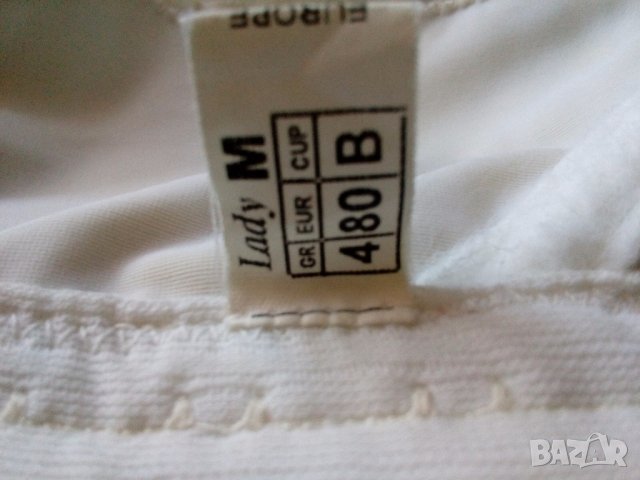 EUROPE
Lady M
GR EUR CUP
4 80 B
BAZAR